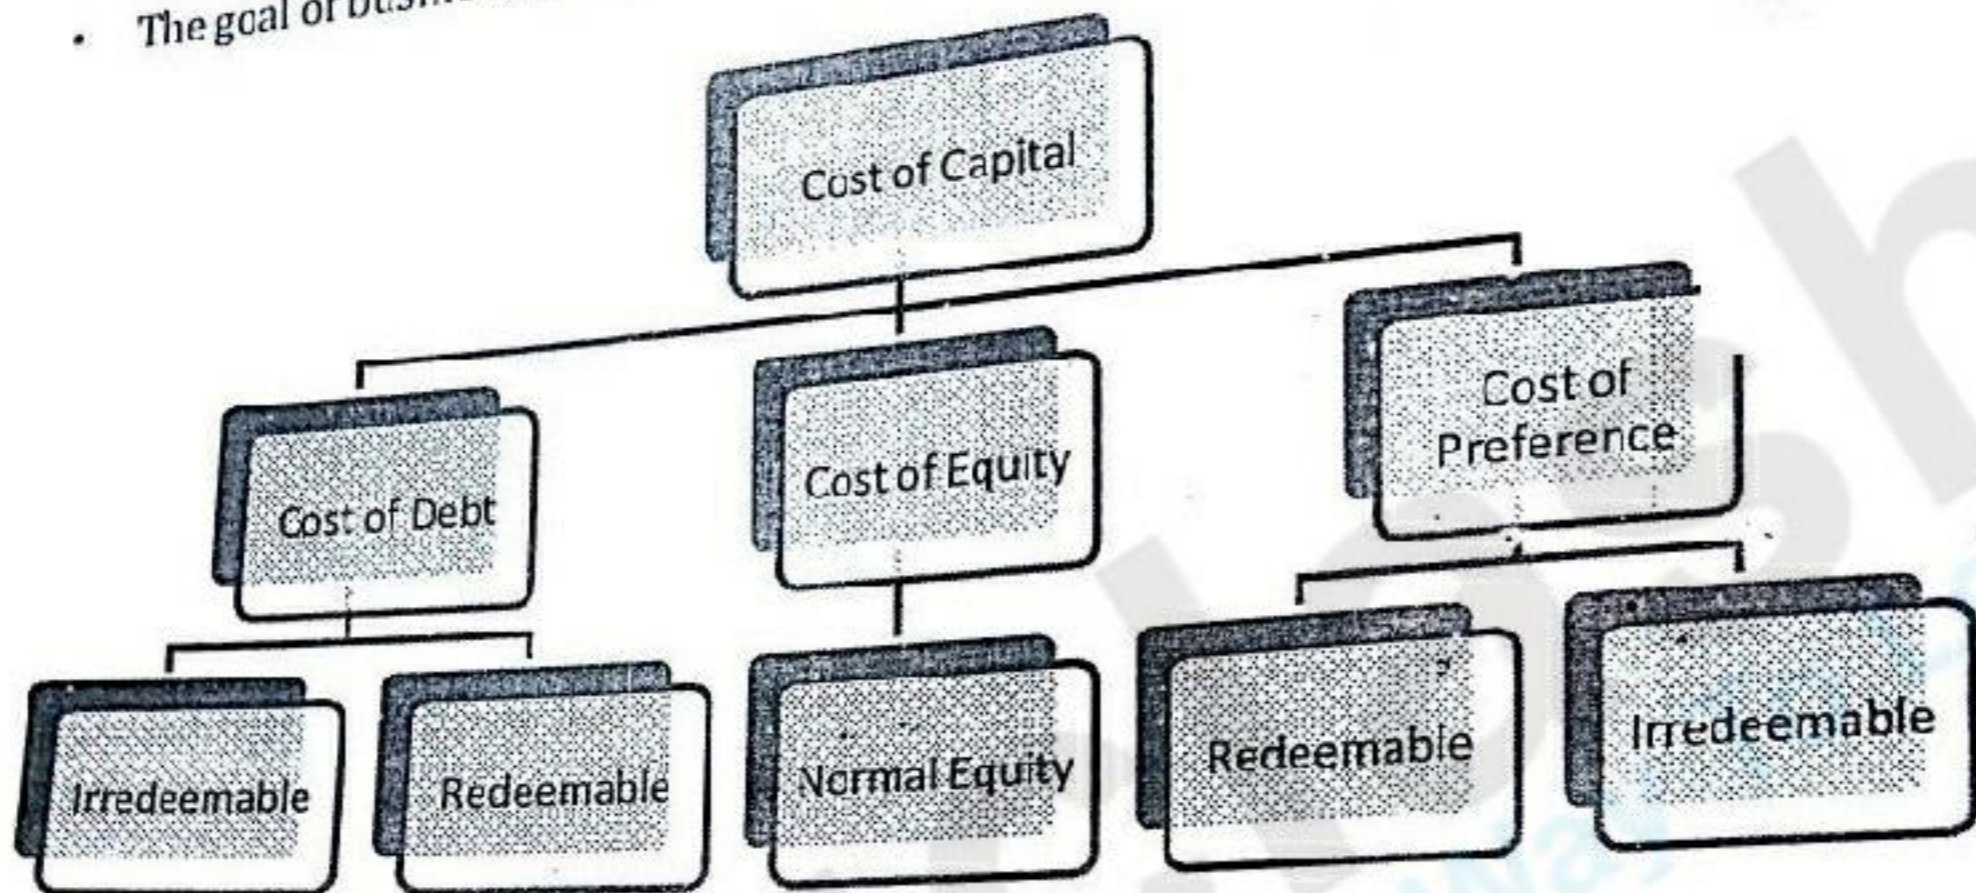 • The goal of
Cost of Capital
Cost of Debt
Cost of Equity
Cost of
Preference
Irredeemable
Redeemable
Normal Equity
Redeemable
Irredeemable